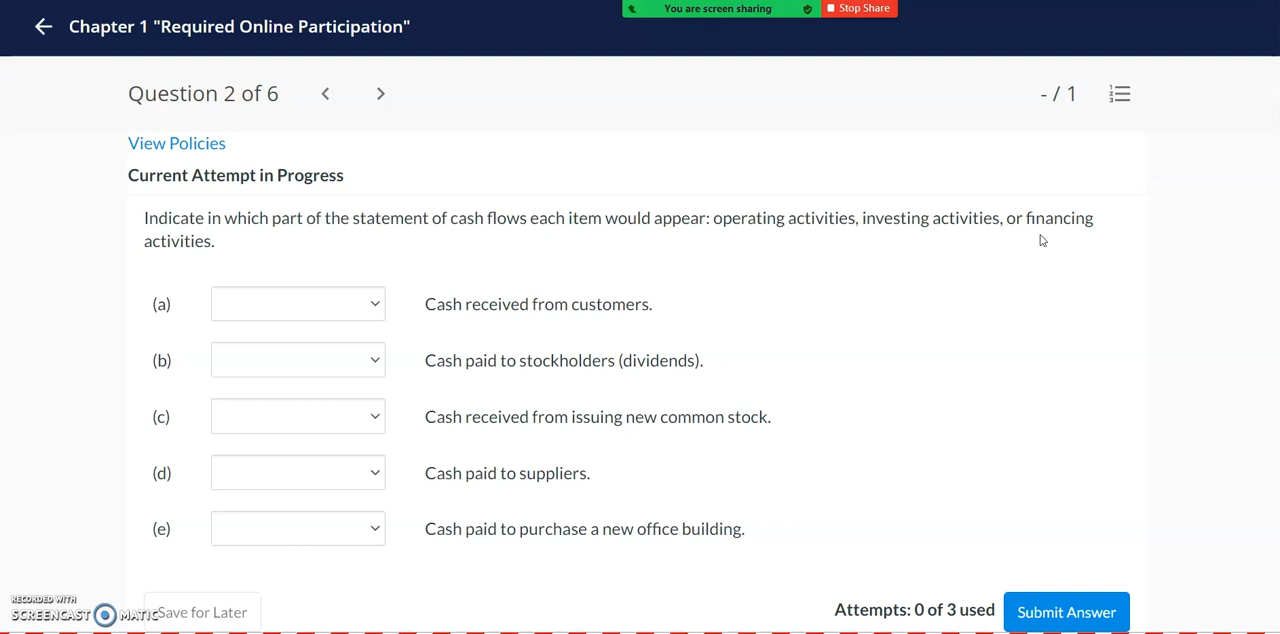 You are screen sharing
Stop Share
Chapter 1 "Required Online Participation"
Question 2 of 6
- / 1
View Policies
Current Attempt in Progress
Indicate in which part of the statement of cash flows each item would appear: operating activities, investing activities, or financing
activities.
(a) Cash received from customers.
(b) Cash paid to stockholders (dividends).
(c) Cash received from issuing new common stock.
(d) Cash paid to suppliers.
(e) Cash paid to purchase a new office building.
RECORDED WITH
SCREENCAST MATIC
Save for Later
Attempts: 0 of 3 used
Submit Answer